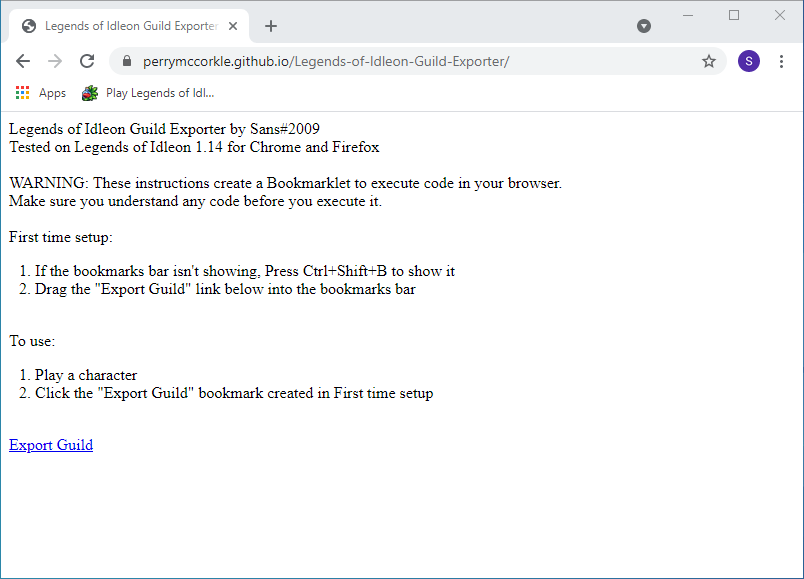 Legends of Idleon Guild Exporter
perrymccorkle.github.io/Legends-of-Idleon-Guild-Exporter/
S
Apps
Play Legends of Idl...
Legends of Idleon Guild Exporter by Sans#2009
Tested on Legends of Idleon 1.14 for Chrome and Firefox
WARNING: These instructions create a Bookmarklet to execute code in your browser.
Make sure you understand any code before you execute it.
First time setup:
1. If the bookmarks bar isn't showing, Press Ctrl+Shift+B to show it
2. Drag the "Export Guild" link below into the bookmarks bar
To use:
1. Play a character
2. Click the "Export Guild" bookmark created in First time setup
Export Guild